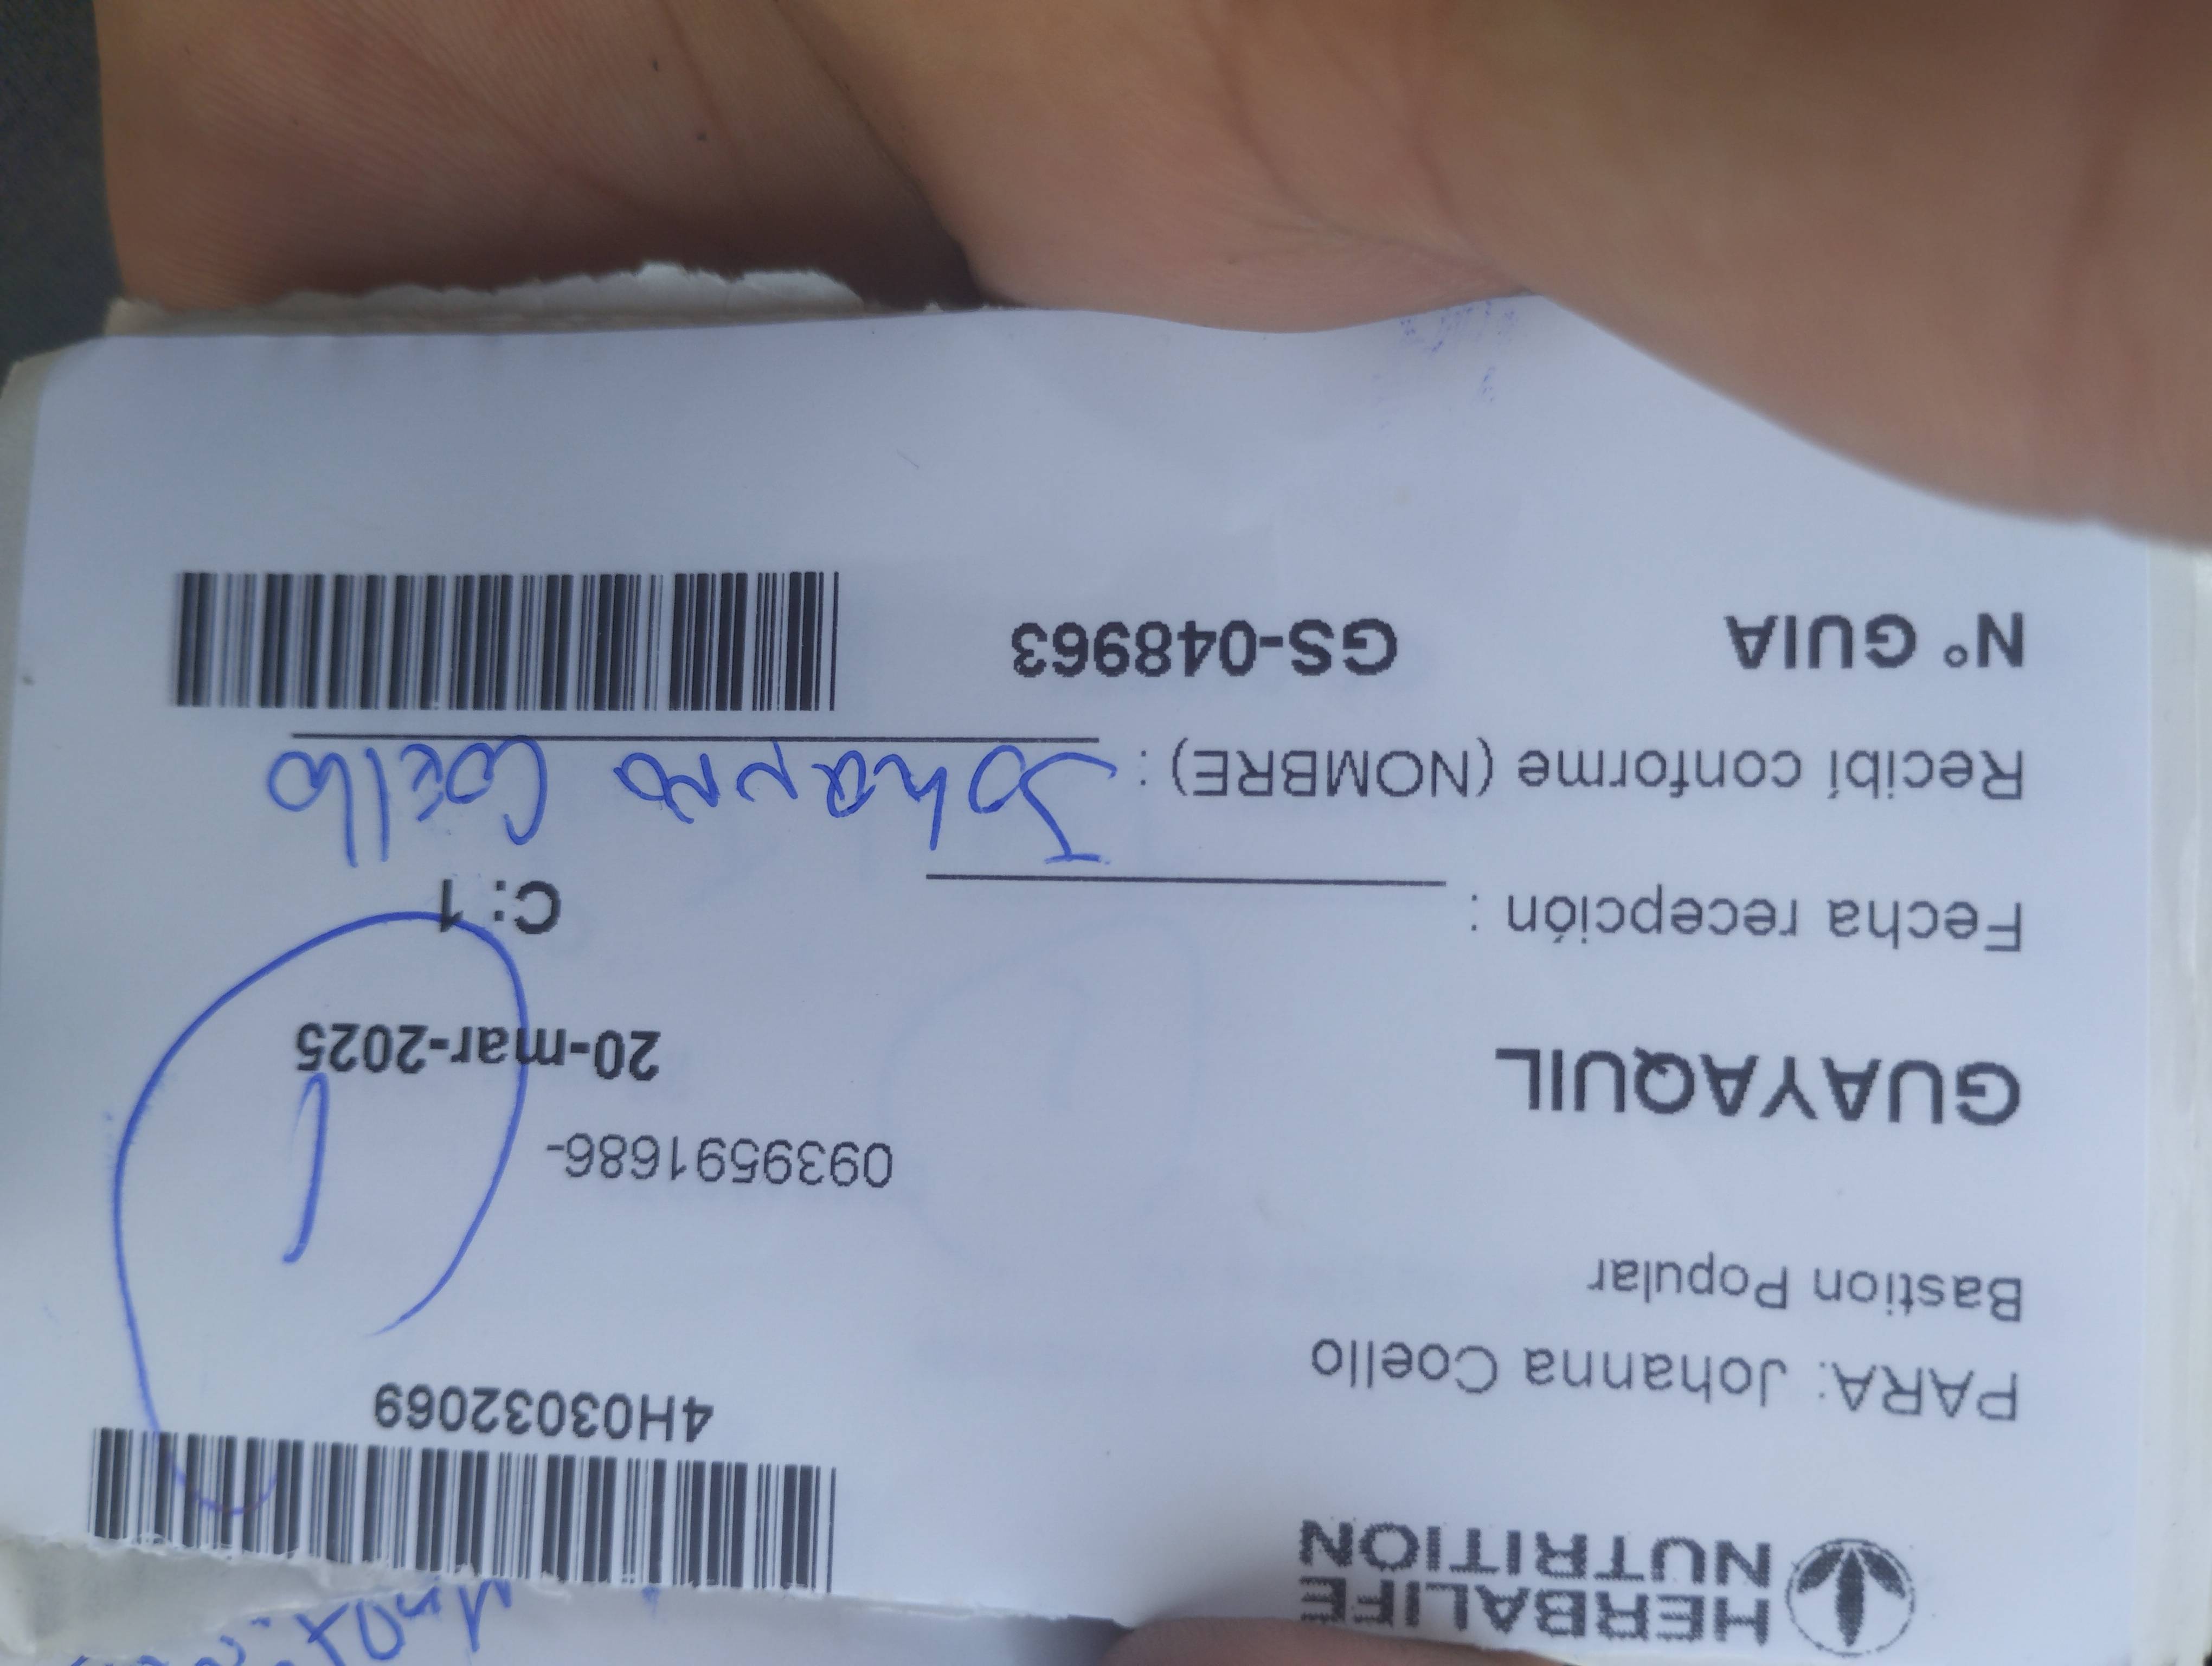 HERBALIFE
NUTRITION
4H03032069
PARA: Johanna Coello
Bastion Popular
0939591686-
GUAYAQUIL
20-mar-2025
1
Fecha recepción :
C: 1
Recibí conforme (NOMBRE) : Johanna Coello
N° GUIA GS-048963